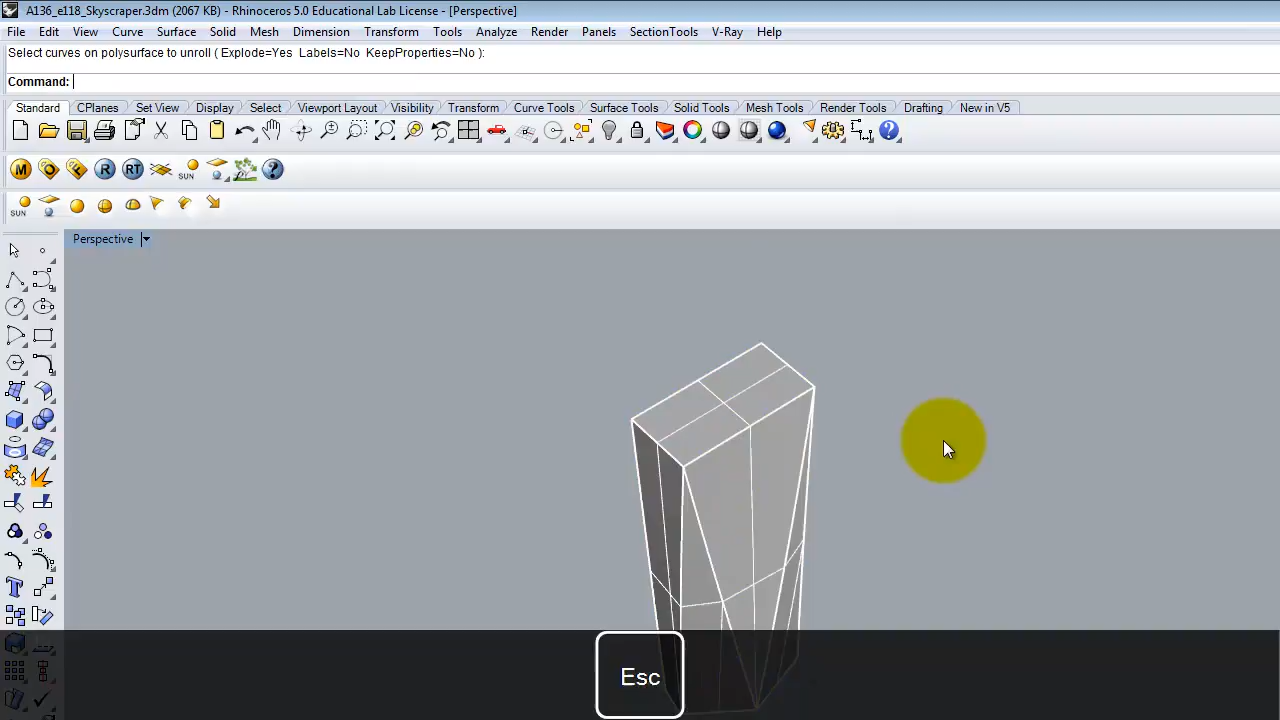 A136_e118_Skyscraper.3dm (2067 KB) - Rhinoceros 5.0 Educational Lab License - [Perspective]
File Edit View Curve Surface Solid Mesh Dimension Transform Tools Analyze Render Panels SectionTools V-Ray Help
Select curves on polysurface to unroll ( Explode=Yes Labels=No KeepProperties=No ):
Command:
Standard CPlanes Set View Display Select Viewport Layout Visibility Transform Curve Tools Surface Tools Solid Tools Mesh Tools Render Tools Drafting New in V5
M O F R RT SUN
SUN
Perspective
Esc